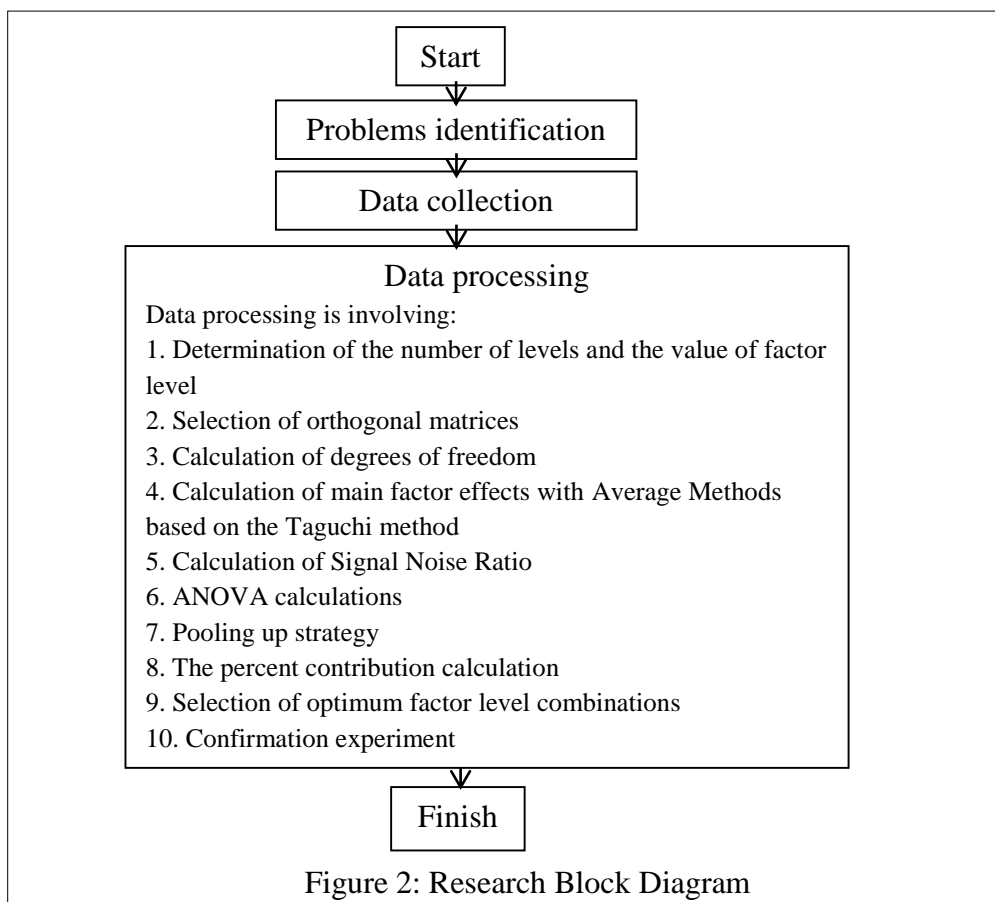 Start
Problems identification
Data collection
Data processing
Data processing is involving:
1. Determination of the number of levels and the value of factor
level
2. Selection of orthogonal matrices
3. Calculation of degrees of freedom
4. Calculation of main factor effects with Average Methods
based on the Taguchi method
5. Calculation of Signal Noise Ratio
6. ANOVA calculations
7. Pooling up strategy
8. The percent contribution calculation
9. Selection of optimum factor level combinations
10. Confirmation experiment
Finish
Figure 2: Research Block Diagram